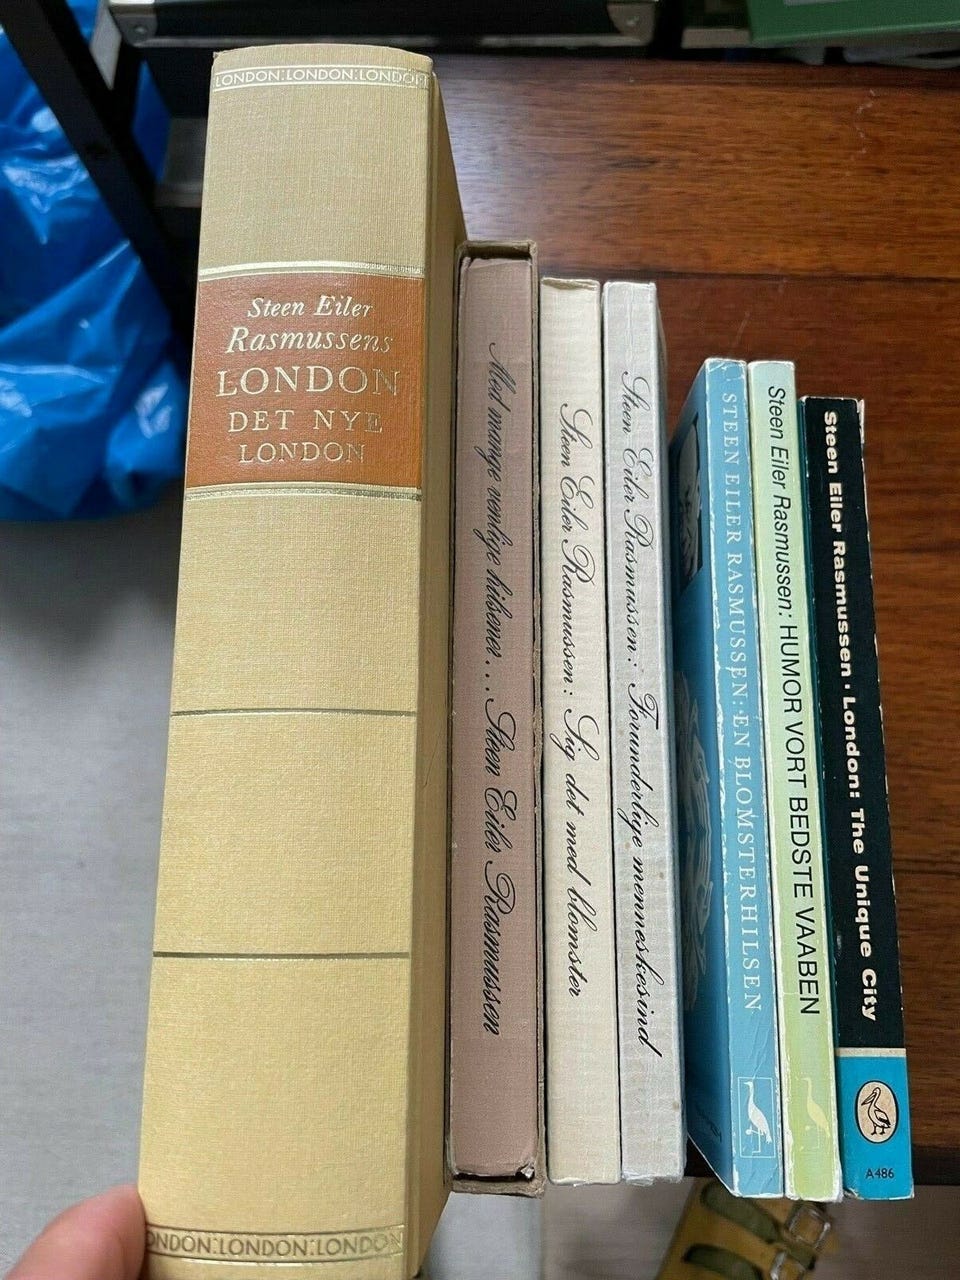 LONDON:LONDON:LONDON
Steen Eiler
Rasmussens
LONDON
DET NYE
LONDON
ONDON:LONDON:LONDON
Med mange venlige hilsener... Steen Eiler Rasmussen
Steen Eiler Rasmussen: Sig det med blomster
Steen Eiler Rasmussen: Forunderlige menneskesind
STEEN EILER RASMUSSEN: EN BLOMSTERHILSEN
Steen Eiler Rasmussen: HUMOR VORT BEDSTE VAABEN
Steen Eiler Rasmussen · London: The Unique City
A486